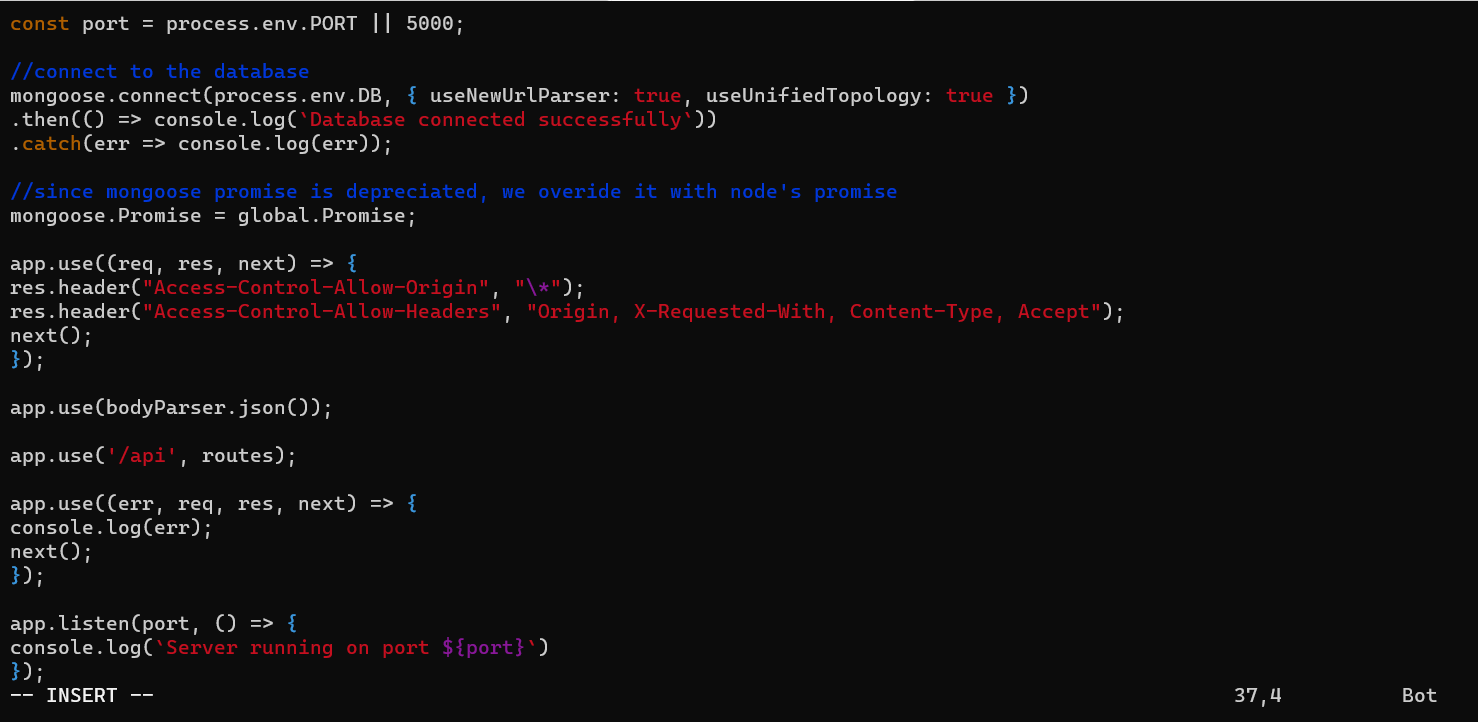 const port = process.env.PORT || 5000;
//connect to the database
mongoose.connect(process.env.DB, { useNewUrlParser: true, useUnifiedTopology: true })
.then(() => console.log(`Database connected successfully`))
.catch(err => console.log(err));
//since mongoose promise is depreciated, we overide it with node's promise
mongoose.Promise = global.Promise;
app.use((req, res, next) => {
res.header("Access-Control-Allow-Origin", "\*");
res.header("Access-Control-Allow-Headers", "Origin, X-Requested-With, Content-Type, Accept");
next();
});
app.use(bodyParser.json());
app.use('/api', routes);
app.use((err, req, res, next) => {
console.log(err);
next();
});
app.listen(port, () => {
console.log(`Server running on port ${port}`)
});
-- INSERT -- 37,4 Bot